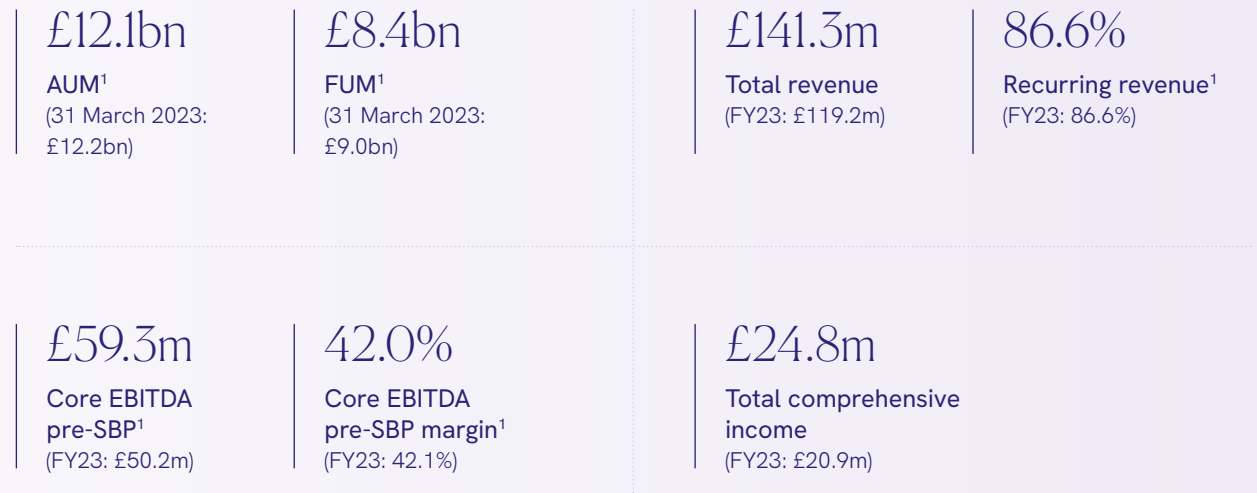 £12.1bn
AUM¹
(31 March 2023:
£12.2bn)
£8.4bn
FUM¹
(31 March 2023:
£9.0bn)
£141.3m
Total revenue
(FY23: £119.2m)
86.6%
Recurring revenue¹
(FY23: 86.6%)
£59.3m
Core EBITDA
pre-SBP¹
(FY23: £50.2m)
42.0%
Core EBITDA
pre-SBP margin¹
(FY23: 42.1%)
£24.8m
Total comprehensive
income
(FY23: £20.9m)